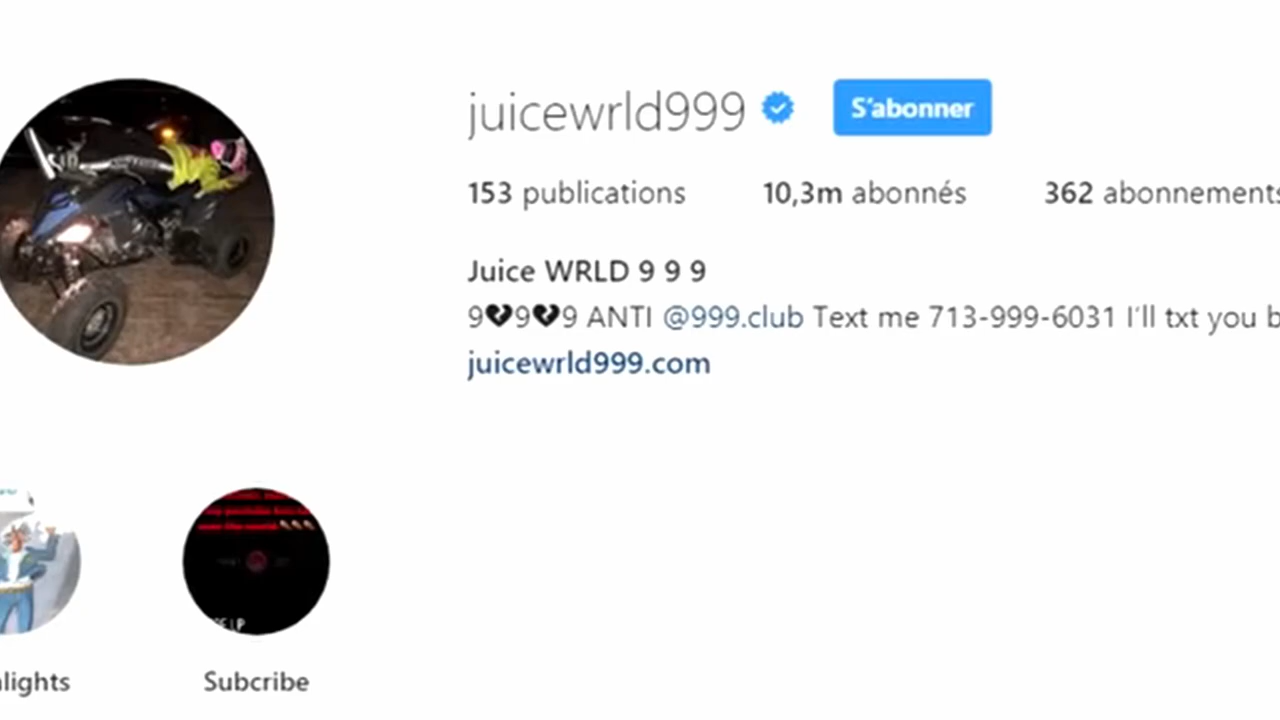 juicewrld999
S'abonner
153 publications
10,3m abonnés
362 abonnements
Juice WRLD 9 9 9
9💔9💔9 ANTI @999.club Text me 713-999-6031 I'll txt you b
juicewrld999.com
lights
Subcribe